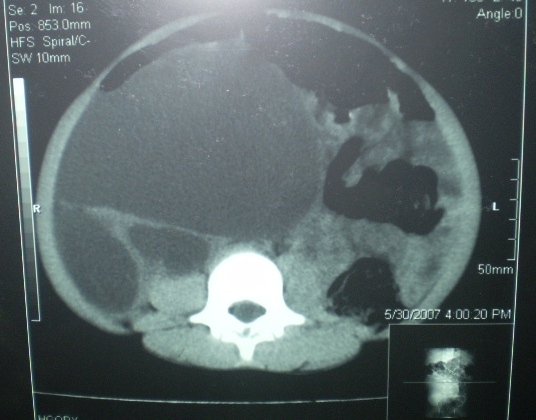 Se: 2 Im: 16
Pos: 853.0mm
HFS Spiral/C-
SW 10mm
Angle:0
R
L
50mm
5/30/2007 4:00:20 PM